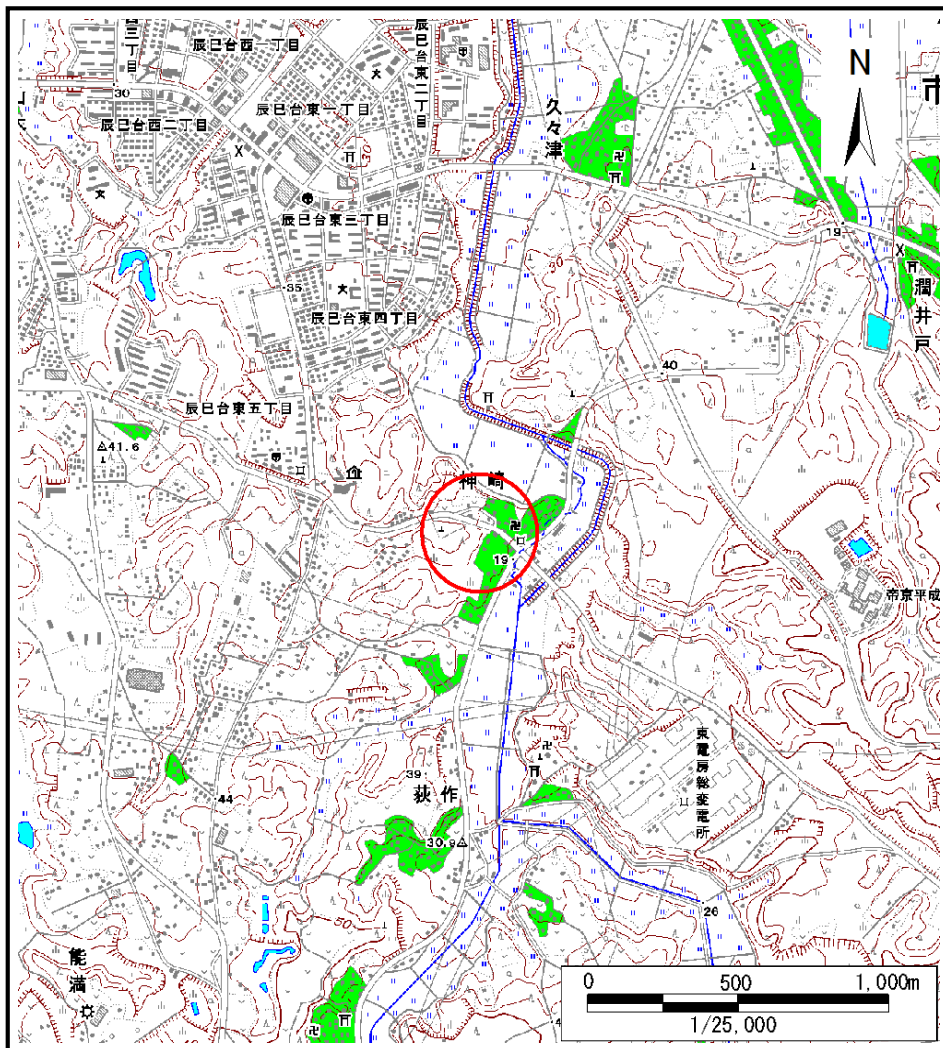 西三丁目
辰巳台西一丁目
辰巳台東二丁目
30
辰巳台東一丁目
辰巳台西二丁目
久々津
N
市
辰巳台東三丁目
19
潤井戸
35
辰巳台東四丁目
40
辰巳台東五丁目
41.6
神崎
19
帝京平成
東電房総変電所
39
荻作
44
30.9
50
26
能満
0 500 1,000m
1/25,000